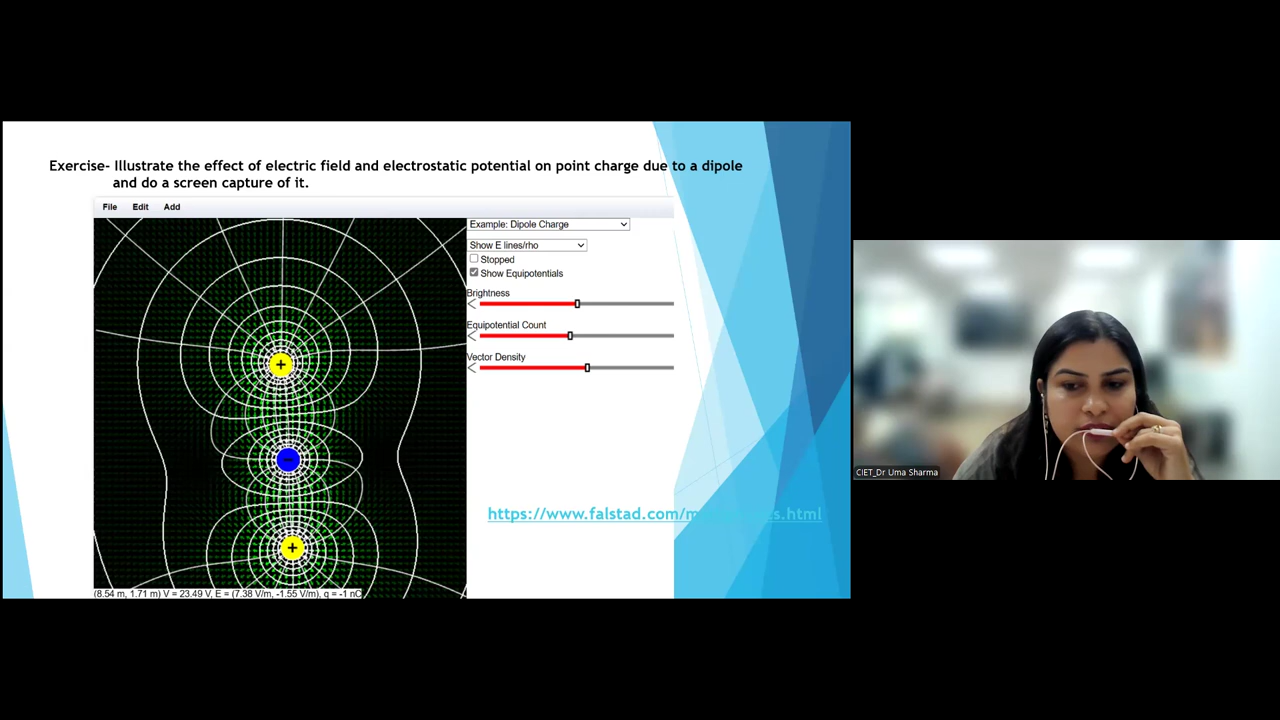 Exercise- Illustrate the effect of electric field and electrostatic potential on point charge due to a dipole
and do a screen capture of it.
File Edit Add
Example: Dipole Charge
Show E lines/rho
Stopped
Show Equipotentials
Brightness
Equipotential Count
Vector Density
+
-
+
https://www.falstad.com/m s.html
(8.54 m, 1.71 m) V = 23.49 V, E = (7.38 V/m, -1.55 V/m), q = -1 nC
CIET_Dr Uma Sharma